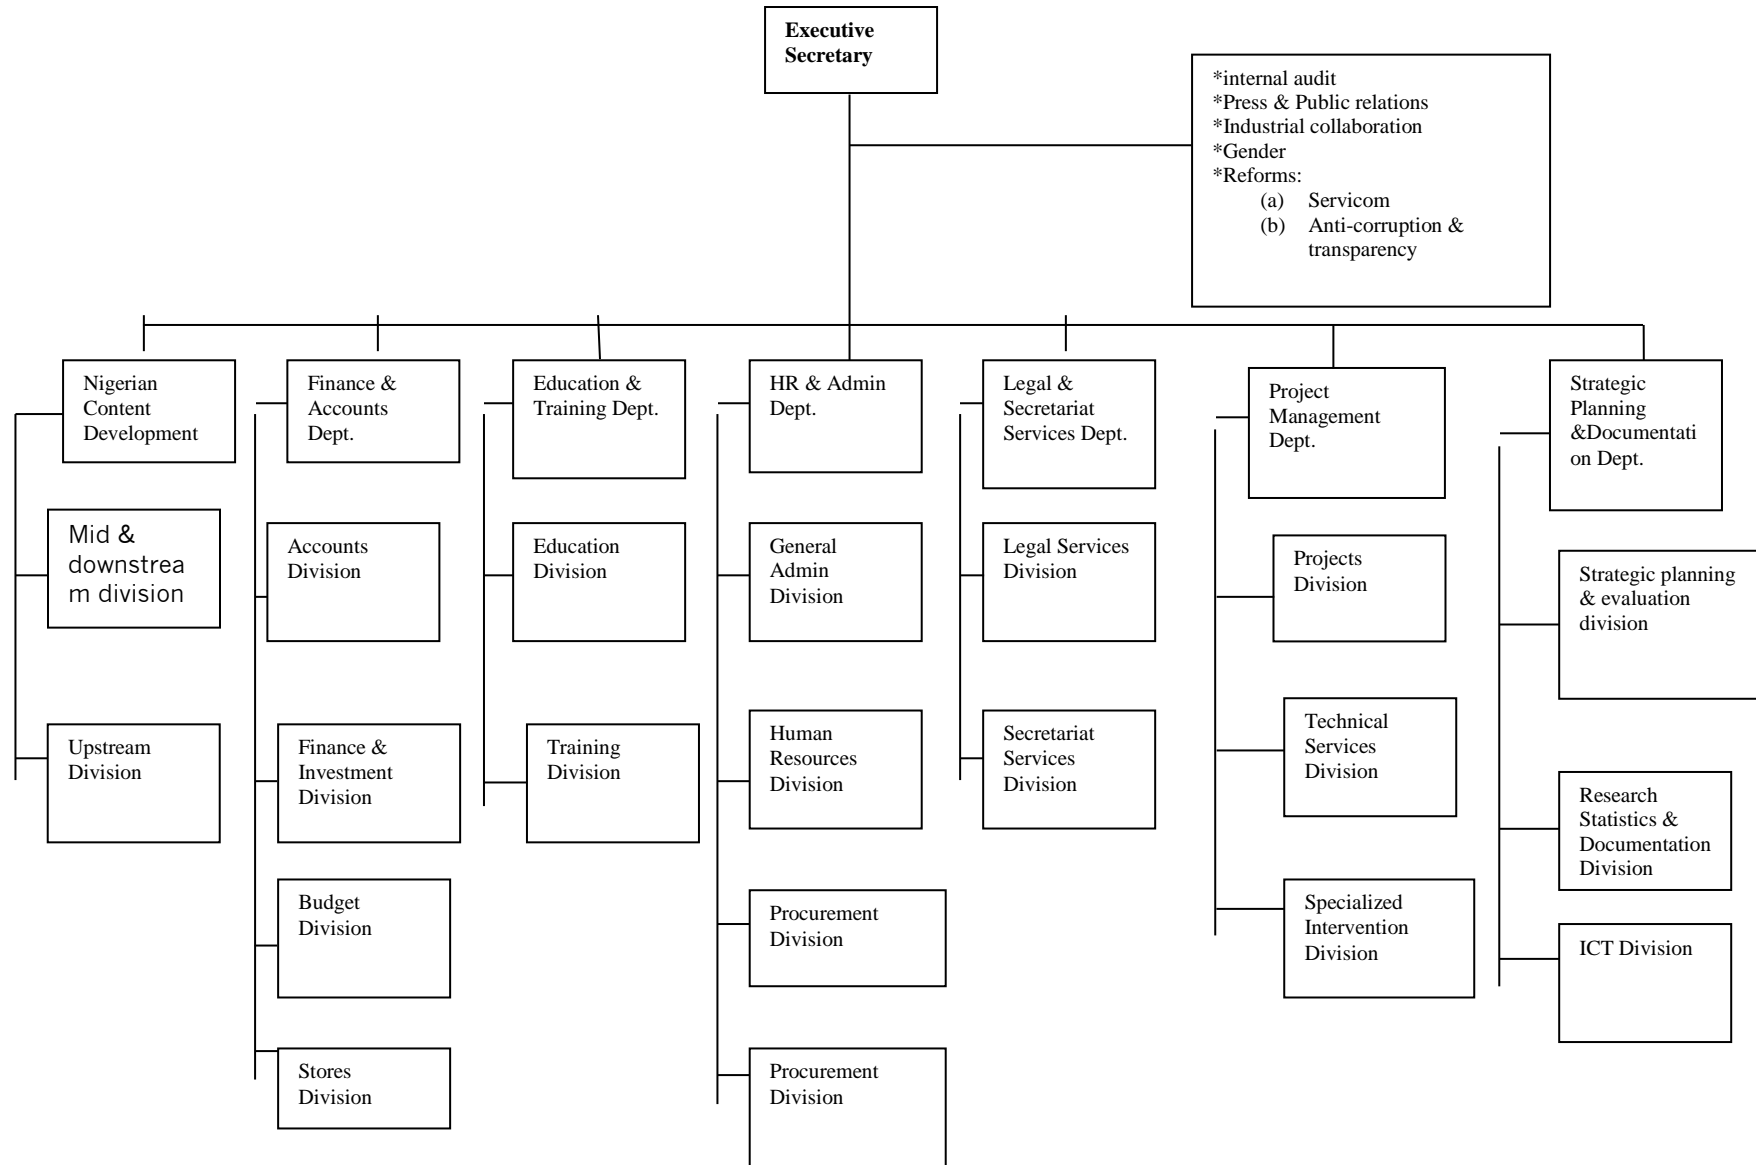 Executive
Secretary
*internal audit
*Press & Public relations
*Industrial collaboration
*Gender
*Reforms:
(a) Servicom
(b) Anti-corruption &
transparency
Nigerian
Content
Development
Finance &
Accounts
Dept.
Education &
Training Dept.
HR & Admin
Dept.
Legal &
Secretariat
Services Dept.
Project
Management
Dept.
Strategic
Planning
&Documentati
on Dept.
Mid &
downstrea
m division
Accounts
Division
Education
Division
General
Admin
Division
Legal Services
Division
Projects
Division
Strategic planning
& evaluation
division
Upstream
Division
Finance &
Investment
Division
Training
Division
Human
Resources
Division
Secretariat
Services
Division
Technical
Services
Division
Research
Statistics &
Documentation
Division
Budget
Division
Procurement
Division
Specialized
Intervention
Division
ICT Division
Stores
Division
Procurement
Division